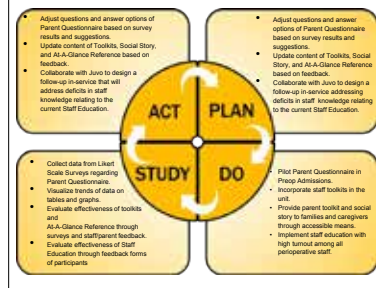 Adjust questions and answer options of
Parent Questionnaire based on survey
results and suggestions.
Update content of Toolkits, Social Story,
and At-A-Glance Reference based on
feedback.
Collaborate with Juvo to design a
follow-up in-service that will
address deficits in staff
knowledge relating to the
current Staff Education.
Adjust questions and answer
options of Parent Questionnaire
based on survey results and
suggestions.
Update content of Toolkits, Social
Story, and At-A-Glance Reference
based on feedback.
Collaborate with Juvo to design a
follow-up in-service addressing
deficits in staff knowledge relating
to the current Staff Education.
ACT
PLAN
STUDY
DO
Collect data from Likert
Scale Surveys regarding
Parent Questionnaire.
Visualize trends of data on
tables and graphs.
Evaluate effectiveness of toolkits
and
At-A-Glance Reference through
surveys and staff/parent feedback.
Evaluate effectiveness of Staff
Education through feedback forms
of participants
Pilot Parent Questionnaire in
Preop Admissions.
Incorporate staff toolkits in the
unit.
Provide parent toolkit and social
story to families and caregivers
through accessible means.
Implement staff education with
high turnout among all
perioperative staff.